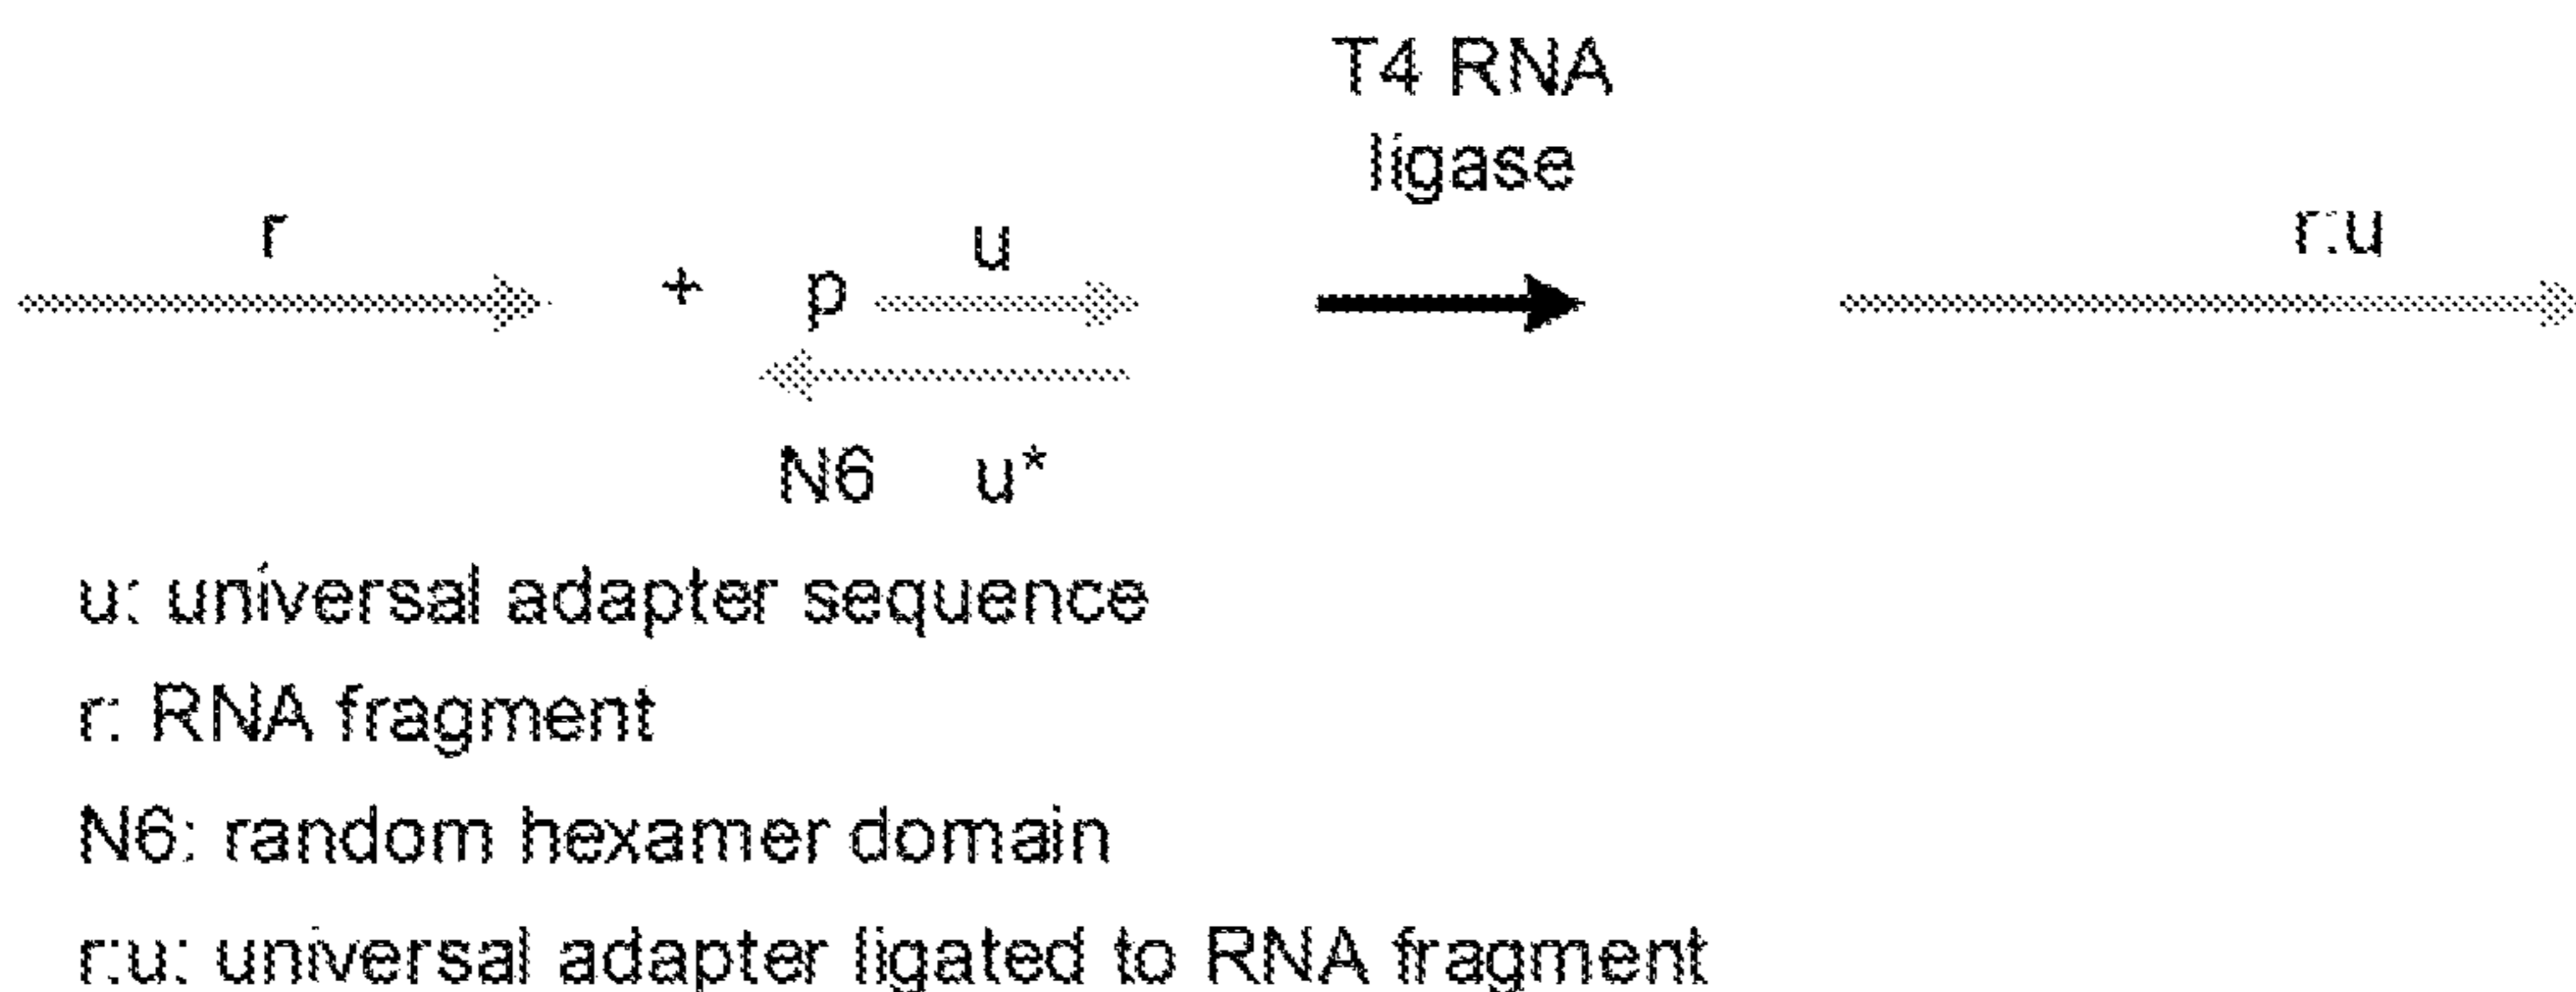 T4 RNA
ligase
r
+ p u
r:u
N6 u*
u: universal adapter sequence
r: RNA fragment
N6: random hexamer domain
r:u: universal adapter ligated to RNA fragment